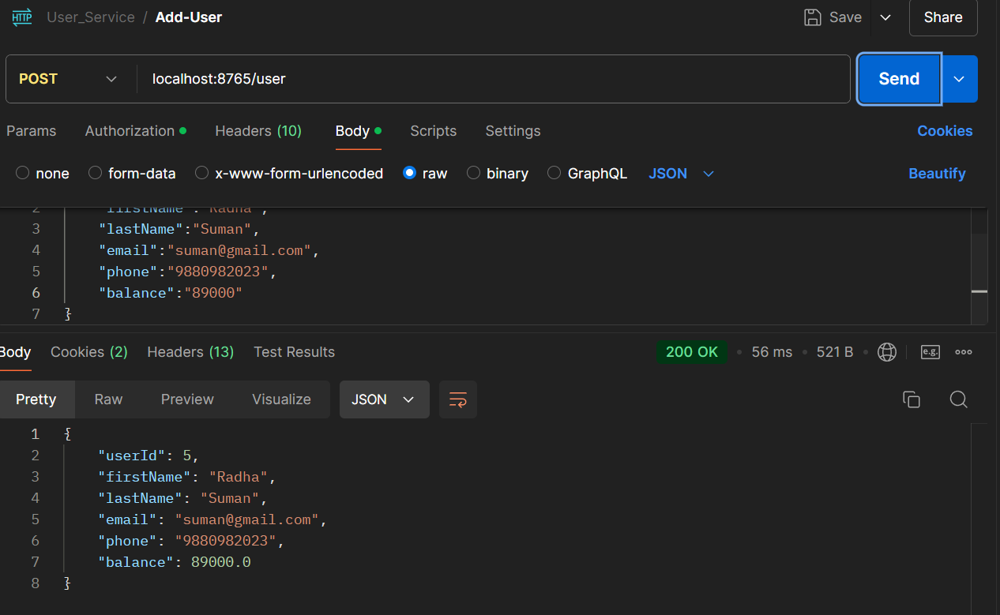 HTTP User_Service / Add-User Save Share
POST localhost:8765/user Send
Params Authorization Headers (10) Body Scripts Settings Cookies
none form-data x-www-form-urlencoded raw binary GraphQL JSON Beautify
2 "firstName":"Radha",
3 "lastName":"Suman",
4 "email":"suman@gmail.com",
5 "phone":"9880982023",
6 "balance":"89000"
7 }
Body Cookies (2) Headers (13) Test Results 200 OK 56 ms 521 B e.g.
Pretty Raw Preview Visualize JSON
1 {
2 "userId": 5,
3 "firstName": "Radha",
4 "lastName": "Suman",
5 "email": "suman@gmail.com",
6 "phone": "9880982023",
7 "balance": 89000.0
8 }